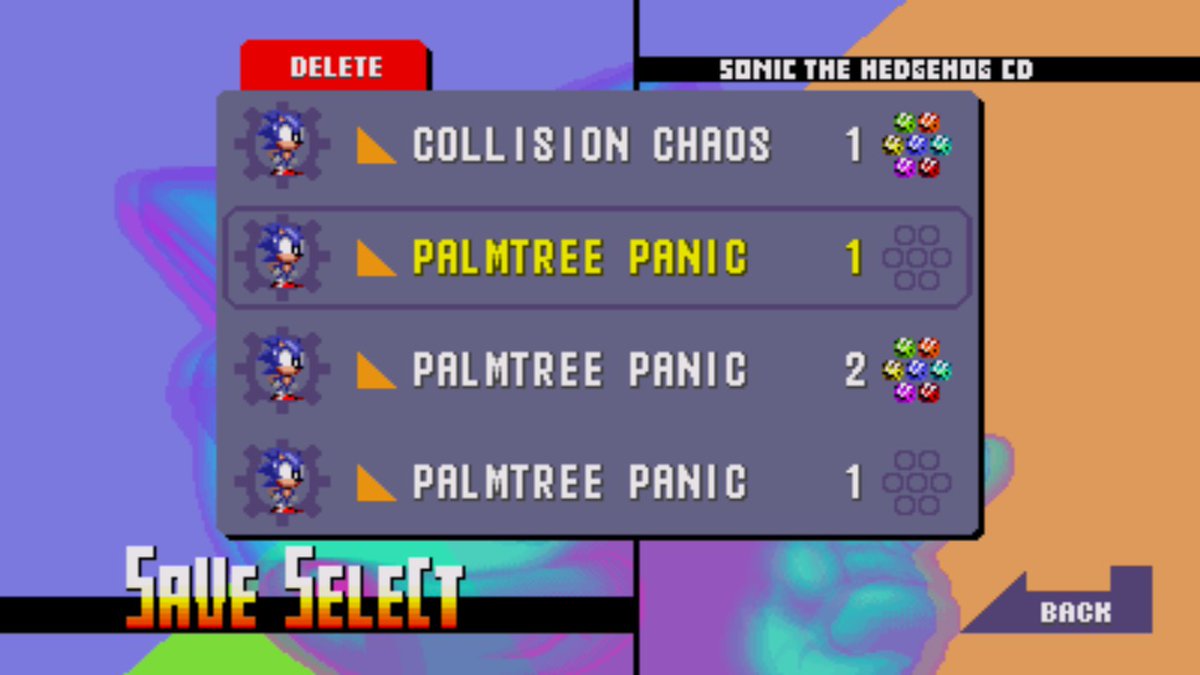 DELETE
SONIC THE HEDGEHOG CD
COLLISION CHAOS 1
PALMTREE PANIC 1
PALMTREE PANIC 2
PALMTREE PANIC 1
SAVE SELECT
BACK